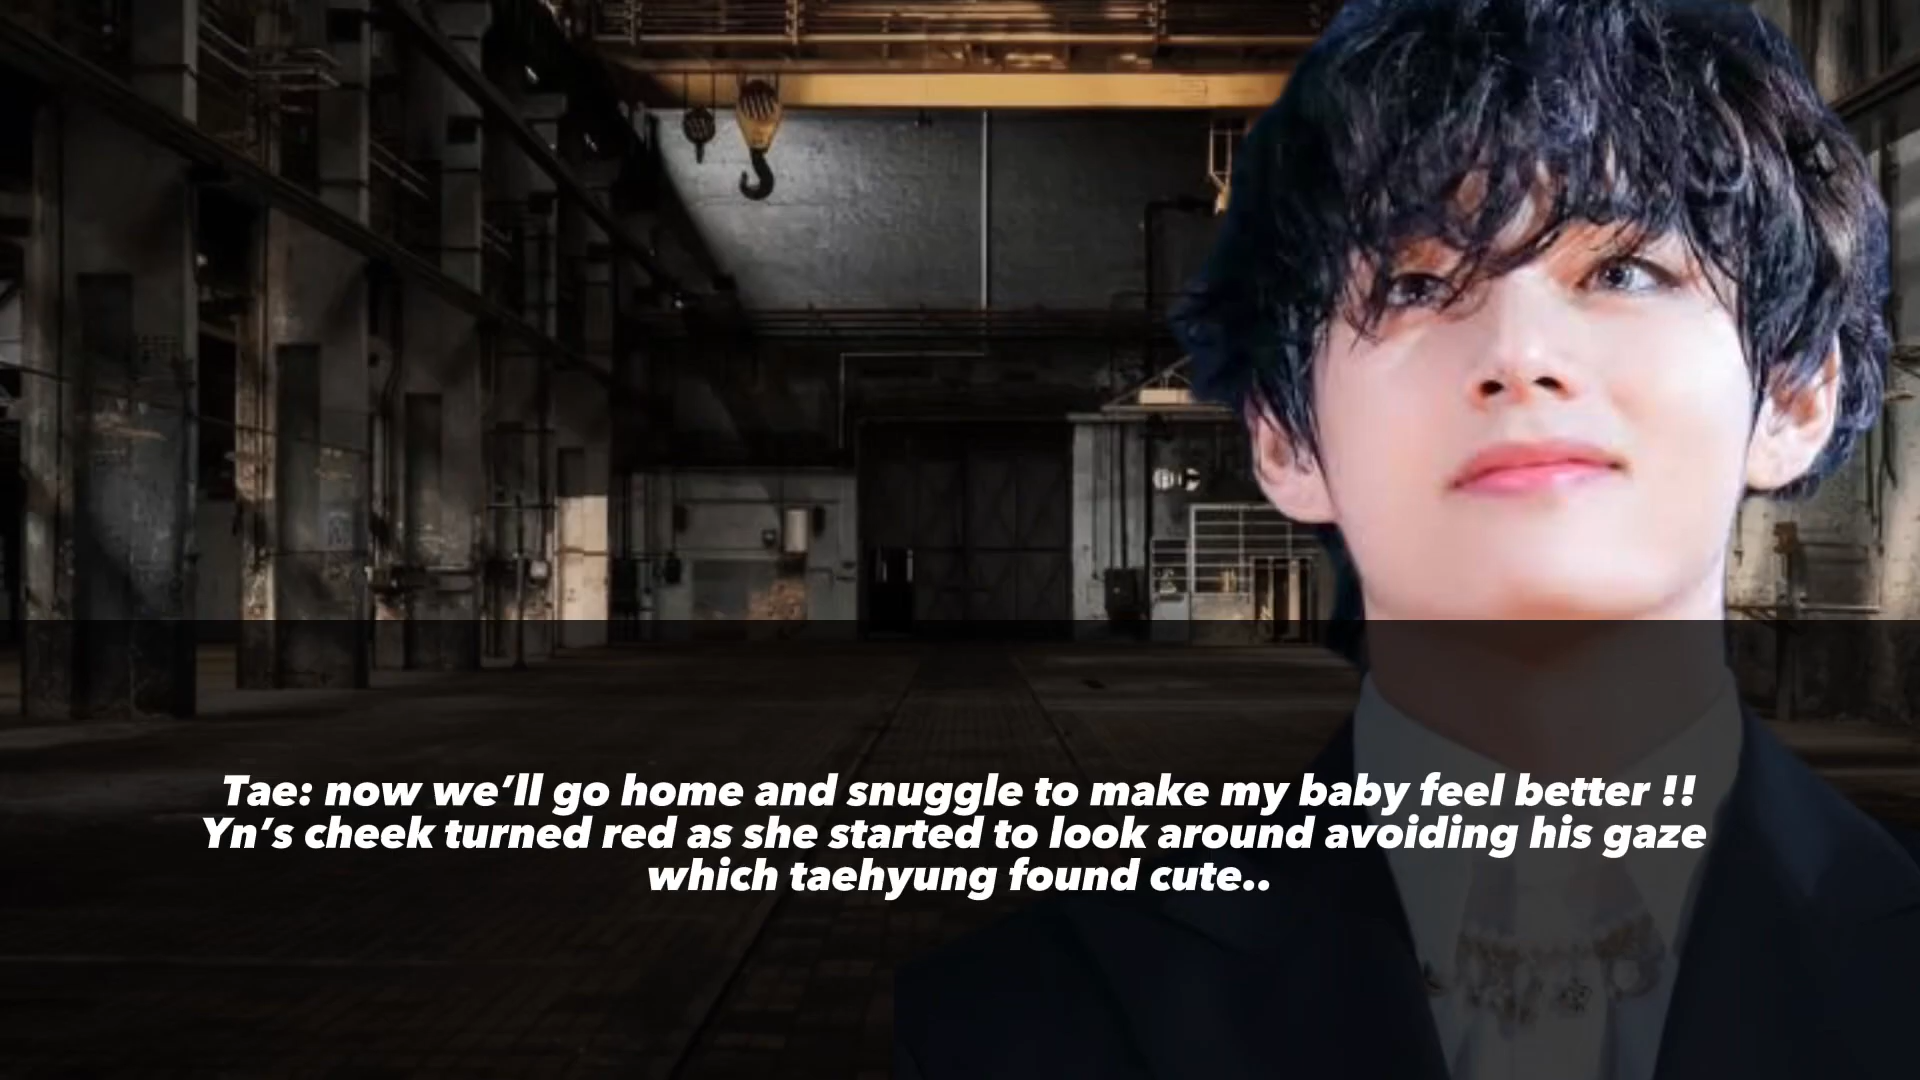 Tae: now we’ll go home and snuggle to make my baby feel better !!
Yn’s cheek turned red as she started to look around avoiding his gaze
which taehyung found cute..